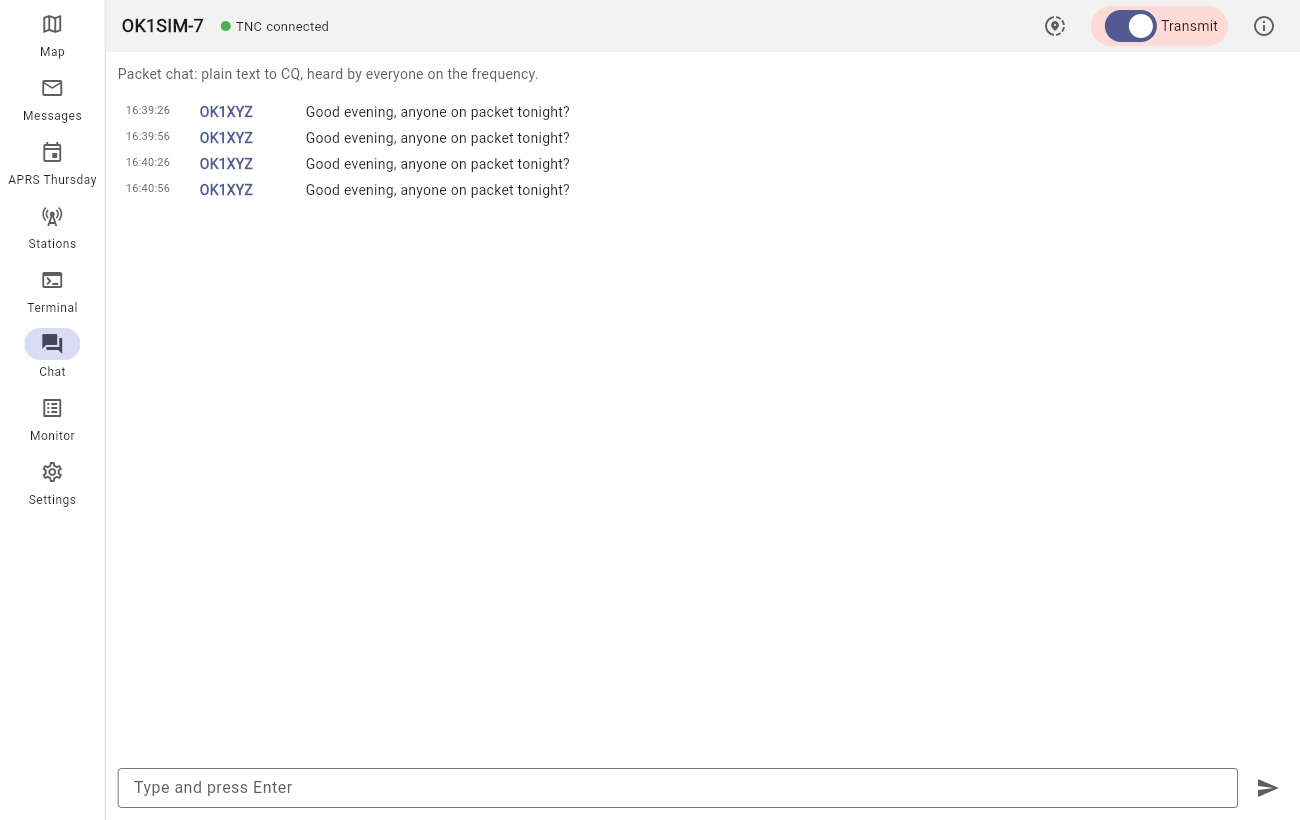 OK1SIM-7
TNC connected
Transmit
Map
Messages
APRS Thursday
Stations
Terminal
Chat
Monitor
Settings
Packet chat: plain text to CQ, heard by everyone on the frequency.
16:39:26 OK1XYZ Good evening, anyone on packet tonight?
16:39:56 OK1XYZ Good evening, anyone on packet tonight?
16:40:26 OK1XYZ Good evening, anyone on packet tonight?
16:40:56 OK1XYZ Good evening, anyone on packet tonight?
Type and press Enter